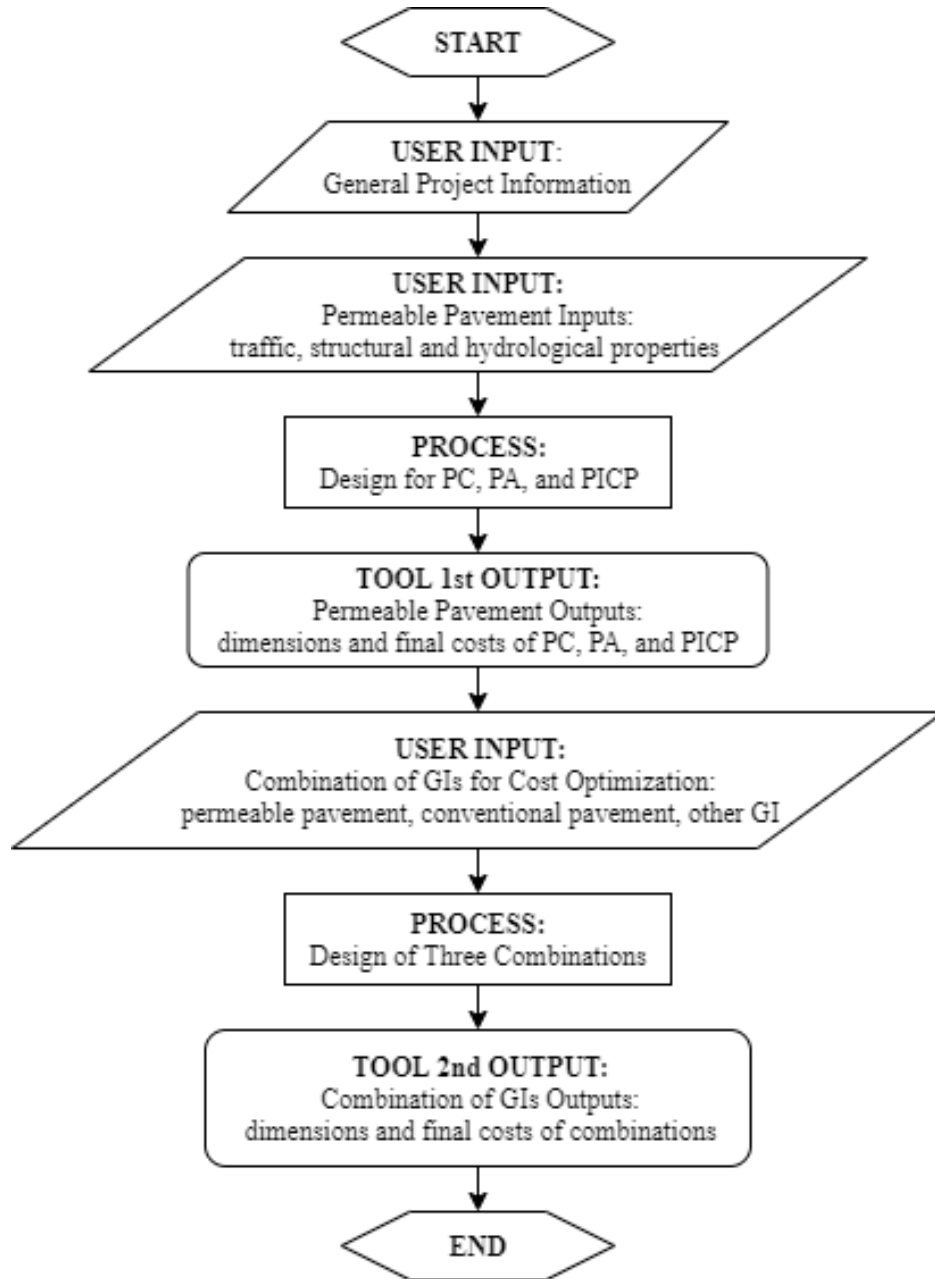 START
USER INPUT:
General Project Information
USER INPUT:
Permeable Pavement Inputs:
traffic, structural and hydrological properties
PROCESS:
Design for PC, PA, and PICP
TOOL 1st OUTPUT:
Permeable Pavement Outputs:
dimensions and final costs of PC, PA, and PICP
USER INPUT:
Combination of GIs for Cost Optimization:
permeable pavement, conventional pavement, other GI
PROCESS:
Design of Three Combinations
TOOL 2nd OUTPUT:
Combination of GIs Outputs:
dimensions and final costs of combinations
END